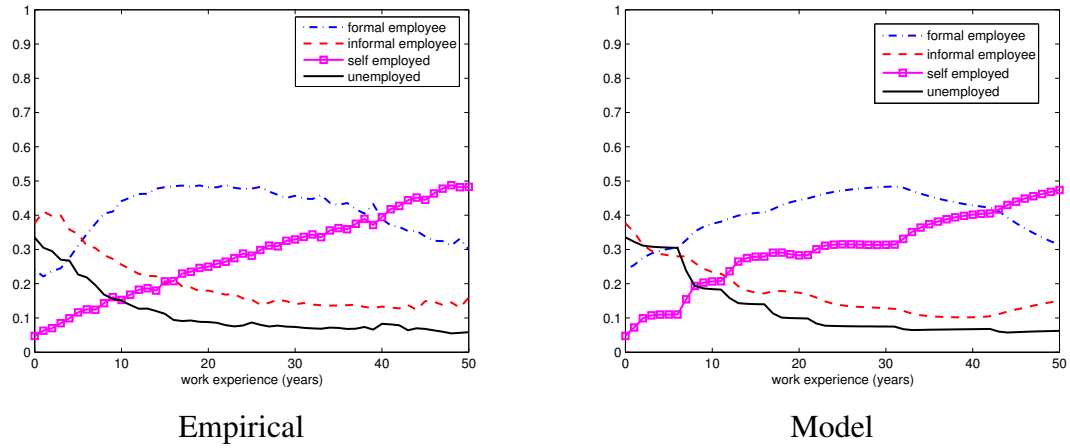 1
0.9
0.8
0.7
0.6
0.5
0.4
0.3
0.2
0.1
0
0 10 20 30 40 50
work experience (years)
formal employee
informal employee
self employed
unemployed
Empirical
1
0.9
0.8
0.7
0.6
0.5
0.4
0.3
0.2
0.1
0
0 10 20 30 40 50
work experience (years)
formal employee
informal employee
self employed
unemployed
Model